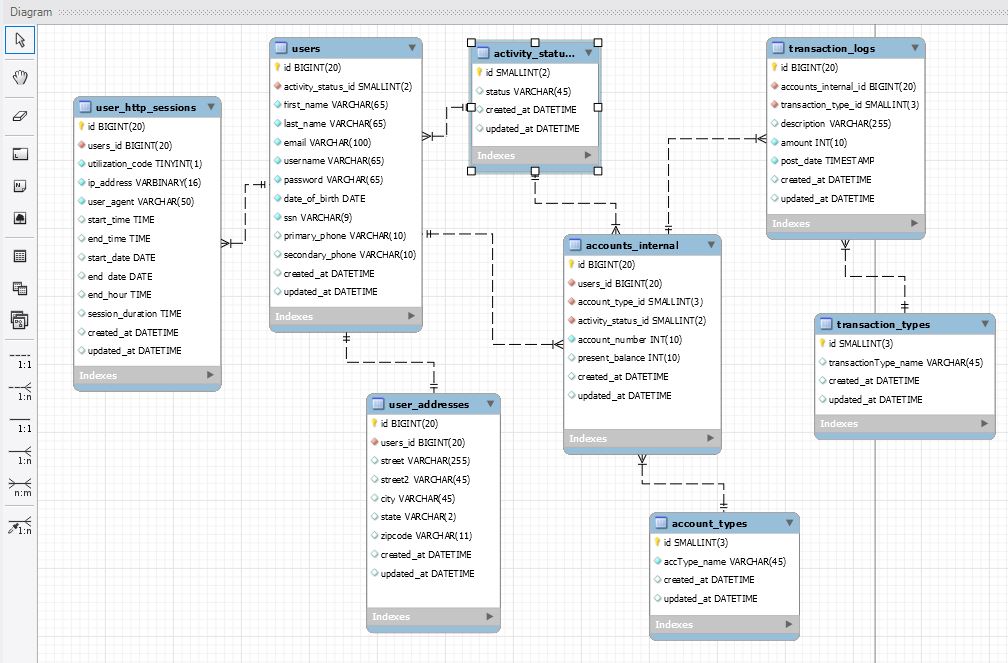 Diagram
1:1
1:n
1:1
1:n
n:m
1:n
user_http_sessions
id BIGINT(20)
users_id BIGINT(20)
utilization_code TINYINT(1)
ip_address VARBINARY(16)
user_agent VARCHAR(50)
start_time TIME
end_time TIME
start_date DATE
end_date DATE
end_hour TIME
session_duration TIME
created_at DATETIME
updated_at DATETIME
Indexes
users
id BIGINT(20)
activity_status_id SMALLINT(2)
first_name VARCHAR(65)
last_name VARCHAR(65)
email VARCHAR(100)
username VARCHAR(65)
password VARCHAR(65)
date_of_birth DATE
ssn VARCHAR(9)
primary_phone VARCHAR(10)
secondary_phone VARCHAR(10)
created_at DATETIME
updated_at DATETIME
Indexes
activity_statu...
id SMALLINT(2)
status VARCHAR(45)
created_at DATETIME
updated_at DATETIME
Indexes
transaction_logs
id BIGINT(20)
accounts_internal_id BIGINT(20)
transaction_type_id SMALLINT(3)
description VARCHAR(255)
amount INT(10)
post_date TIMESTAMP
created_at DATETIME
updated_at DATETIME
Indexes
accounts_internal
id BIGINT(20)
users_id BIGINT(20)
account_type_id SMALLINT(3)
activity_status_id SMALLINT(2)
account_number INT(10)
present_balance INT(10)
created_at DATETIME
updated_at DATETIME
Indexes
transaction_types
id SMALLINT(3)
transactionType_name VARCHAR(45)
created_at DATETIME
updated_at DATETIME
Indexes
user_addresses
id BIGINT(20)
users_id BIGINT(20)
street VARCHAR(255)
street2 VARCHAR(45)
city VARCHAR(45)
state VARCHAR(2)
zipcode VARCHAR(11)
created_at DATETIME
updated_at DATETIME
Indexes
account_types
id SMALLINT(3)
accType_name VARCHAR(45)
created_at DATETIME
updated_at DATETIME
Indexes